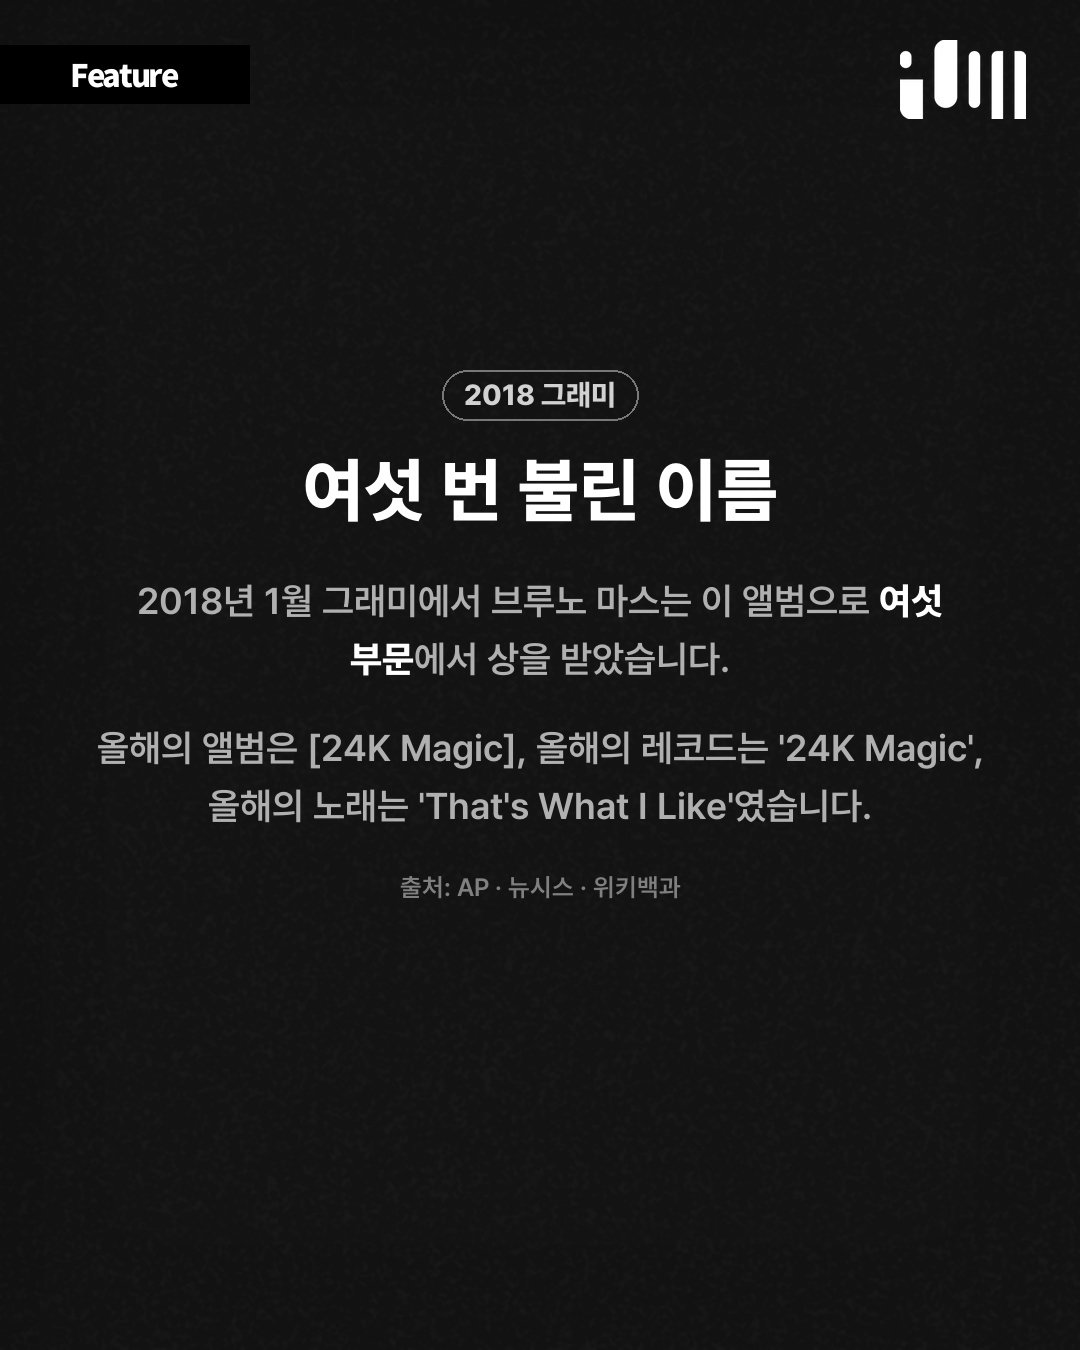 Feature
2018 그래미
여섯 번 불린 이름
2018년 1월 그래미에서 브루노 마스는 이 앨범으로 여섯
부문에서 상을 받았습니다.
올해의 앨범은 [24K Magic], 올해의 레코드는 '24K Magic',
올해의 노래는 'That's What I Like'였습니다.
출처: AP · 뉴시스 · 위키백과